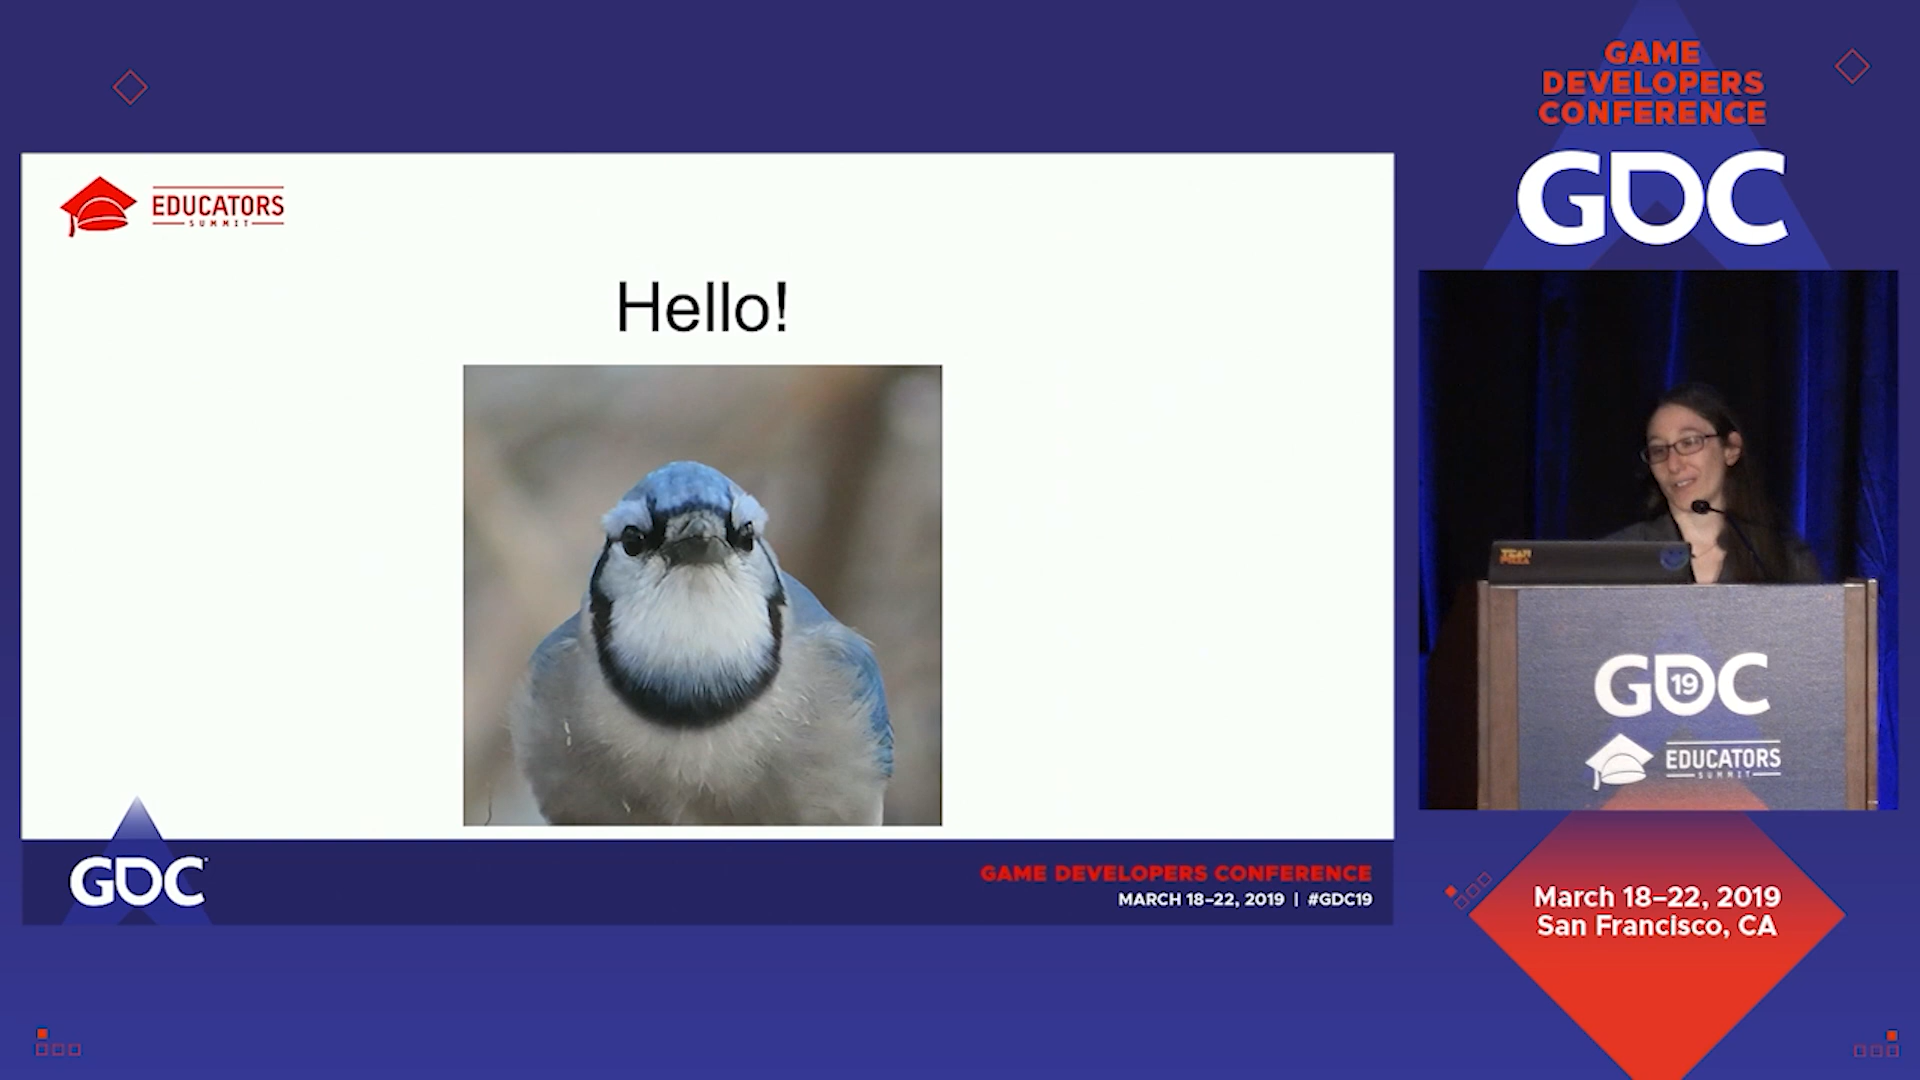 EDUCATORS
SUMMIT
Hello!
GDC
GAME DEVELOPERS CONFERENCE
MARCH 18–22, 2019 | #GDC19
GAME
DEVELOPERS
CONFERENCE
GDC
GDC
19
EDUCATORS
SUMMIT
March 18–22, 2019
San Francisco, CA